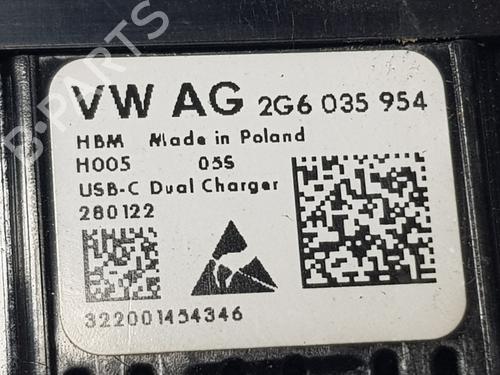 VW AG 2G6 035 954
HBM Made in Poland
H005 05S
USB-C Dual Charger
280122
322001454346
B-PARTS